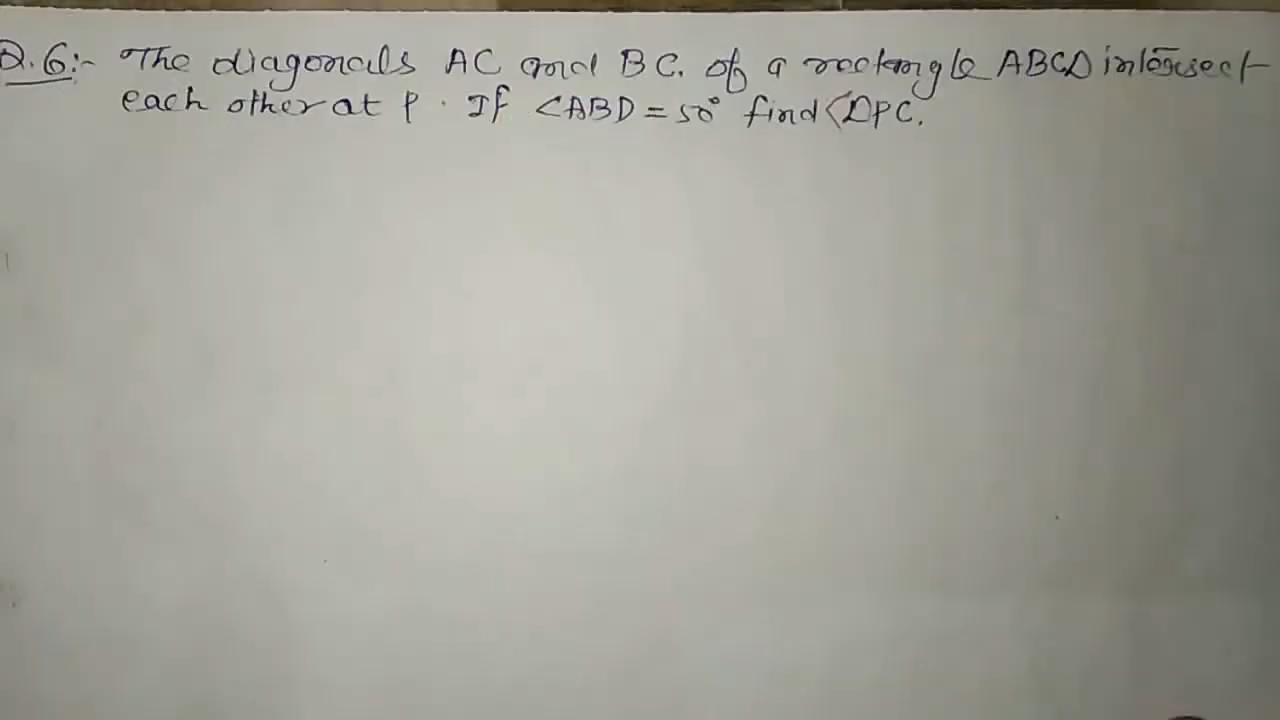 Q.6:- The diagonals AC and BC. of a rectangle ABCD intersect
each other at P. If <ABD = 50° find <DPC.